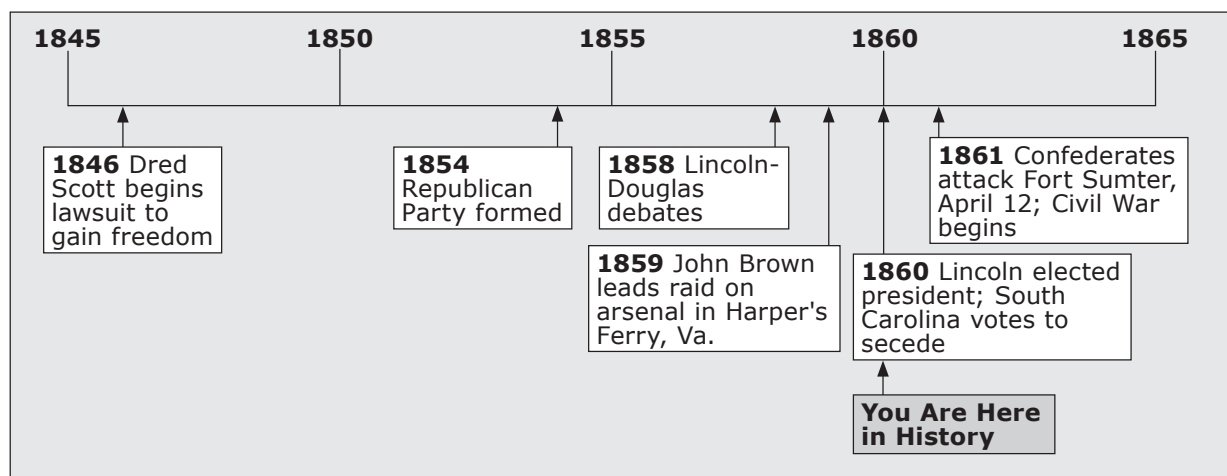 1845 1850 1855 1860 1865
1846 Dred
Scott begins
lawsuit to
gain freedom
1854
Republican
Party formed
1858 Lincoln-
Douglas
debates
1859 John Brown
leads raid on
arsenal in Harper's
Ferry, Va.
1860 Lincoln elected
president; South
Carolina votes to
secede
1861 Confederates
attack Fort Sumter,
April 12; Civil War
begins
You Are Here
in History